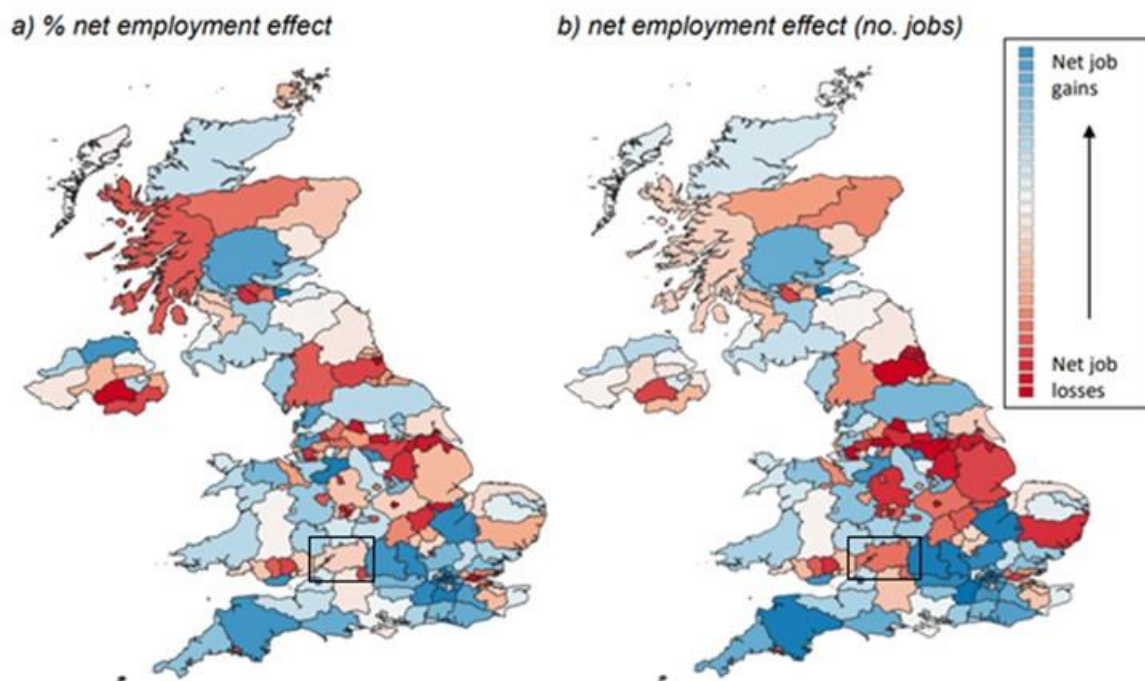 a) % net employment effect
b) net employment effect (no. jobs)
Net job
gains
Net job
losses